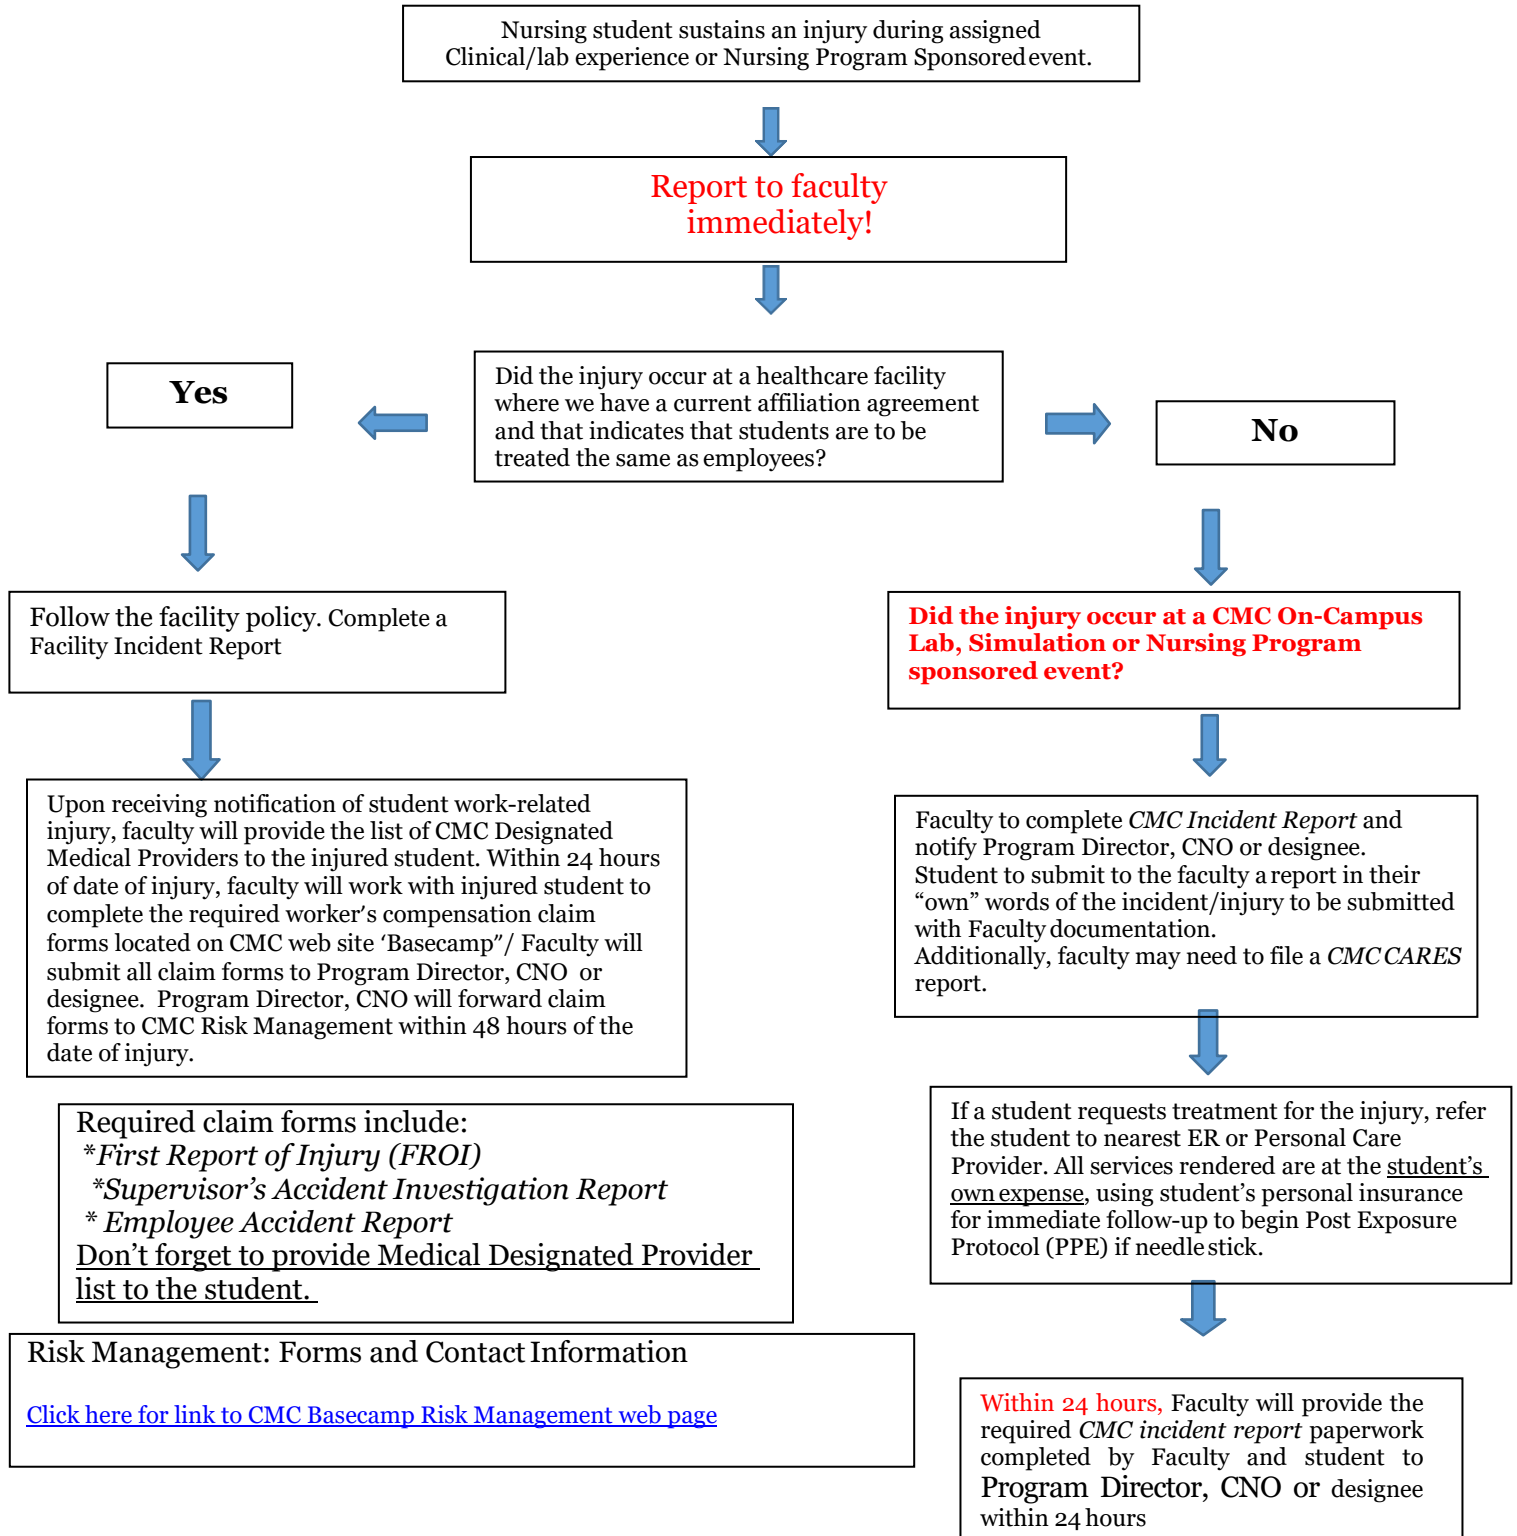 Nursing student sustains an injury during assigned
Clinical/lab experience or Nursing Program Sponsored event.
Report to faculty
immediately!
Yes
Did the injury occur at a healthcare facility
where we have a current affiliation agreement
and that indicates that students are to be
treated the same as employees?
No
Follow the facility policy. Complete a
Facility Incident Report
Did the injury occur at a CMC On-Campus
Lab, Simulation or Nursing Program
sponsored event?
Upon receiving notification of student work-related
injury, faculty will provide the list of CMC Designated
Medical Providers to the injured student. Within 24 hours
of date of injury, faculty will work with injured student to
complete the required worker's compensation claim
forms located on CMC web site ‘Basecamp”/ Faculty will
submit all claim forms to Program Director, CNO or
designee. Program Director, CNO will forward claim
forms to CMC Risk Management within 48 hours of the
date of injury.
Faculty to complete CMC Incident Report and
notify Program Director, CNO or designee.
Student to submit to the faculty a report in their
“own” words of the incident/injury to be submitted
with Faculty documentation.
Additionally, faculty may need to file a CMC CARES
report.
Required claim forms include:
*First Report of Injury (FROI)
*Supervisor’s Accident Investigation Report
* Employee Accident Report
Don’t forget to provide Medical Designated Provider
list to the student.
If a student requests treatment for the injury, refer
the student to nearest ER or Personal Care
Provider. All services rendered are at the student’s
own expense, using student’s personal insurance
for immediate follow-up to begin Post Exposure
Protocol (PPE) if needle stick.
Risk Management: Forms and Contact Information
Click here for link to CMC Basecamp Risk Management web page
Within 24 hours, Faculty will provide the
required CMC incident report paperwork
completed by Faculty and student to
Program Director, CNO or designee
within 24 hours